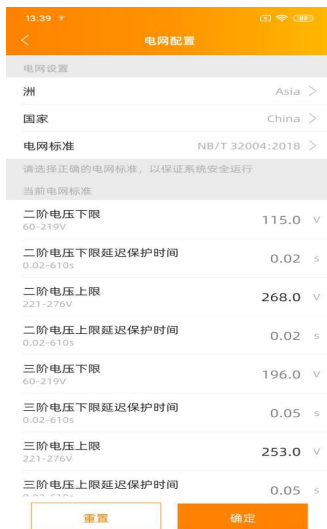 13:39
电网配置
电网设置
洲 Asia
国家 China
电网标准 NB/T 32004:2018
请选择正确的电网标准，以保证系统安全运行
当前电网标准
二阶电压下限 115.0 V
60-219V
二阶电压下限延迟保护时间 0.02 s
0.02-610s
二阶电压上限 268.0 V
221-276V
二阶电压上限延迟保护时间 0.02 s
0.02-610s
三阶电压下限 196.0 V
60-219V
三阶电压下限延迟保护时间 0.05 s
0.02-610s
三阶电压上限 253.0 V
221-276V
三阶电压上限延迟保护时间 0.05 s
重置 确定